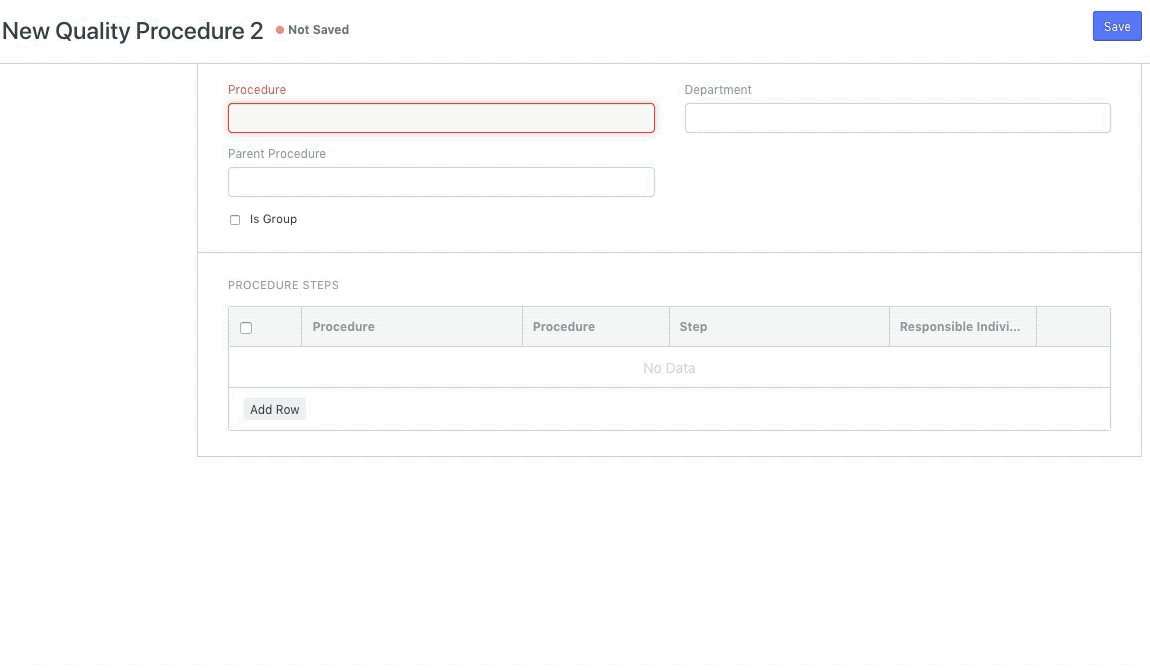 New Quality Procedure 2 Not Saved Save
Procedure Department
Parent Procedure
Is Group
PROCEDURE STEPS
Procedure Procedure Step Responsible Indivi...
No Data
Add Row